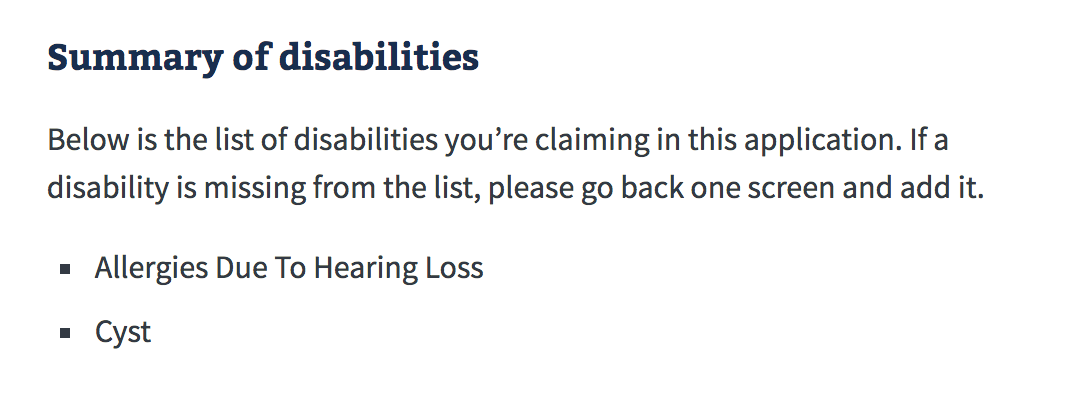 Summary of disabilities
Below is the list of disabilities you’re claiming in this application. If a
disability is missing from the list, please go back one screen and add it.
▪ Allergies Due To Hearing Loss
▪ Cyst